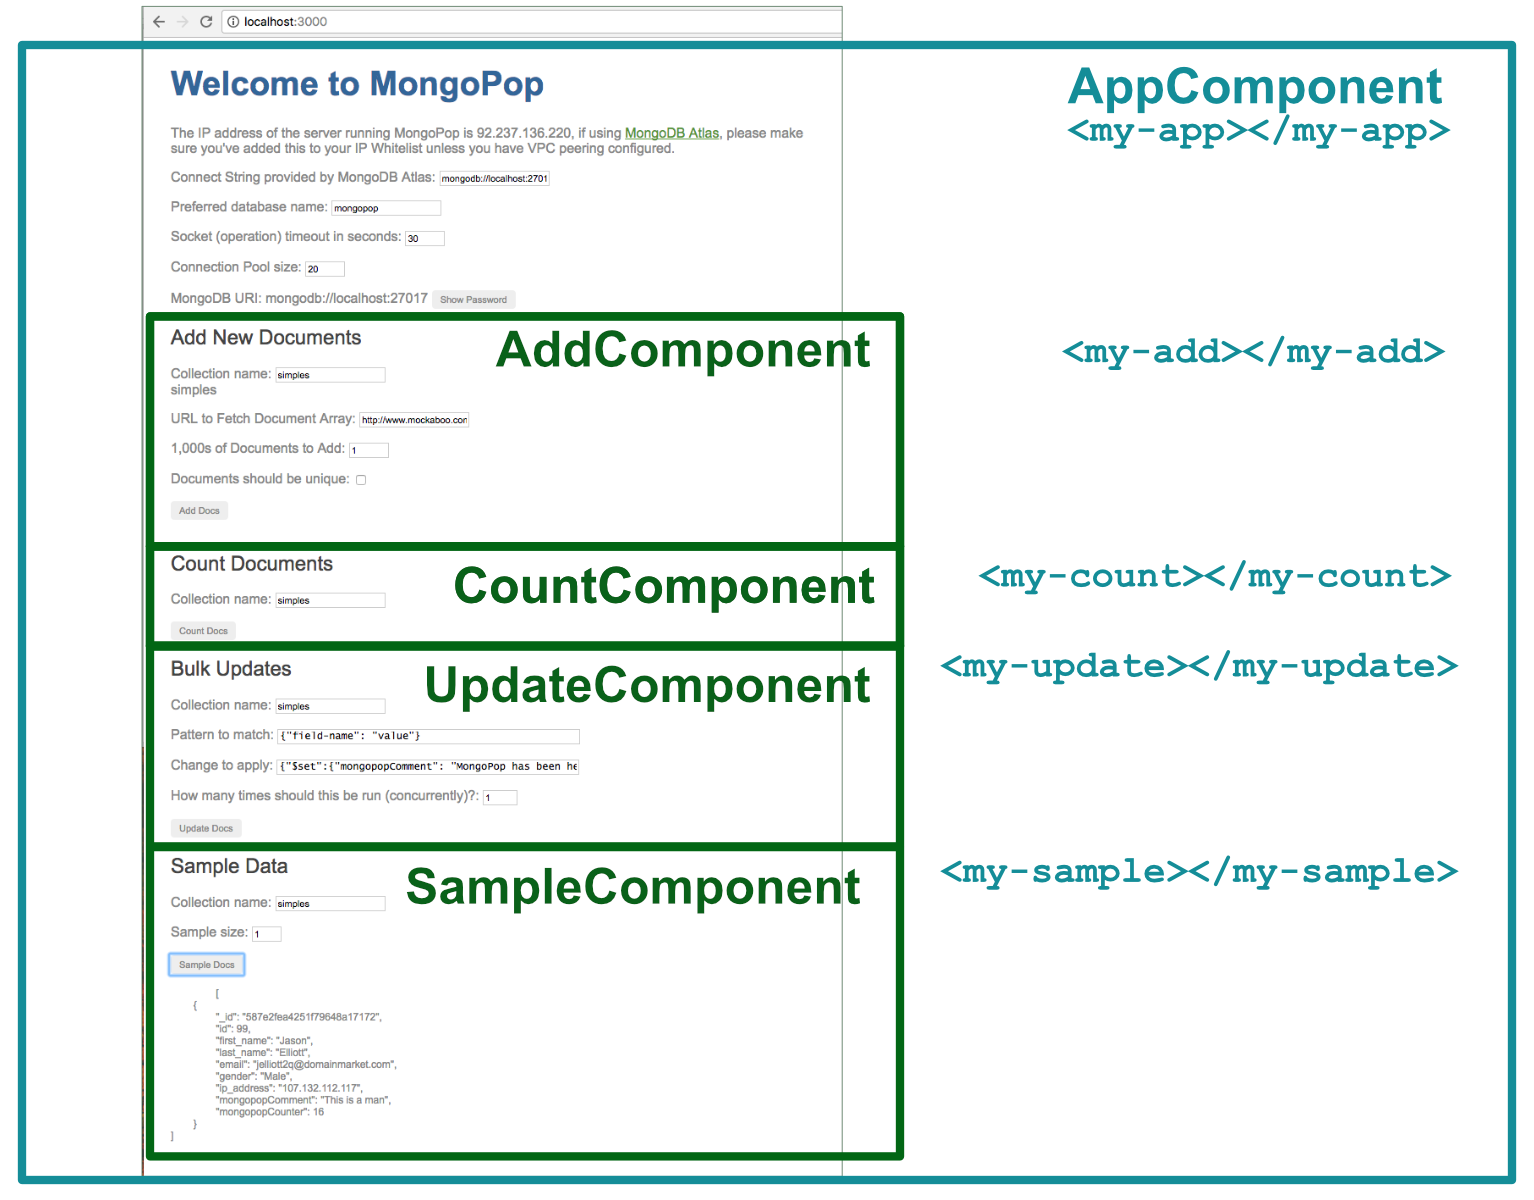 localhost:3000
Welcome to MongoPop
AppComponent
<my-app></my-app>
The IP address of the server running MongoPop is 92.237.136.220, if using MongoDB Atlas, please make
sure you've added this to your IP Whitelist unless you have VPC peering configured.
Connect String provided by MongoDB Atlas: mongodb://localhost:2701
Preferred database name: mongopop
Socket (operation) timeout in seconds: 30
Connection Pool size: 20
MongoDB URI: mongodb://localhost:27017 Show Password
Add New Documents
AddComponent
<my-add></my-add>
Collection name: simples
simples
URL to Fetch Document Array: http://www.mockaboo.con
1,000s of Documents to Add: 1
Documents should be unique:
Add Docs
Count Documents
CountComponent
<my-count></my-count>
Collection name: simples
Count Docs
Bulk Updates
UpdateComponent
<my-update></my-update>
Collection name: simples
Pattern to match: {"field-name": "value"}
Change to apply: {"$set":{"mongopopComment": "MongoPop has been he
How many times should this be run (concurrently)?: 1
Update Docs
Sample Data
SampleComponent
<my-sample></my-sample>
Collection name: simples
Sample size: 1
Sample Docs
[
{
"_id": "587e2fea4251f79648a17172",
"id": 99,
"first_name": "Jason",
"last_name": "Elliott",
"email": "jelliott2q@domainmarket.com",
"gender": "Male",
"ip_address": "107.132.112.117",
"mongopopComment": "This is a man",
"mongopopCounter": 16
}
]